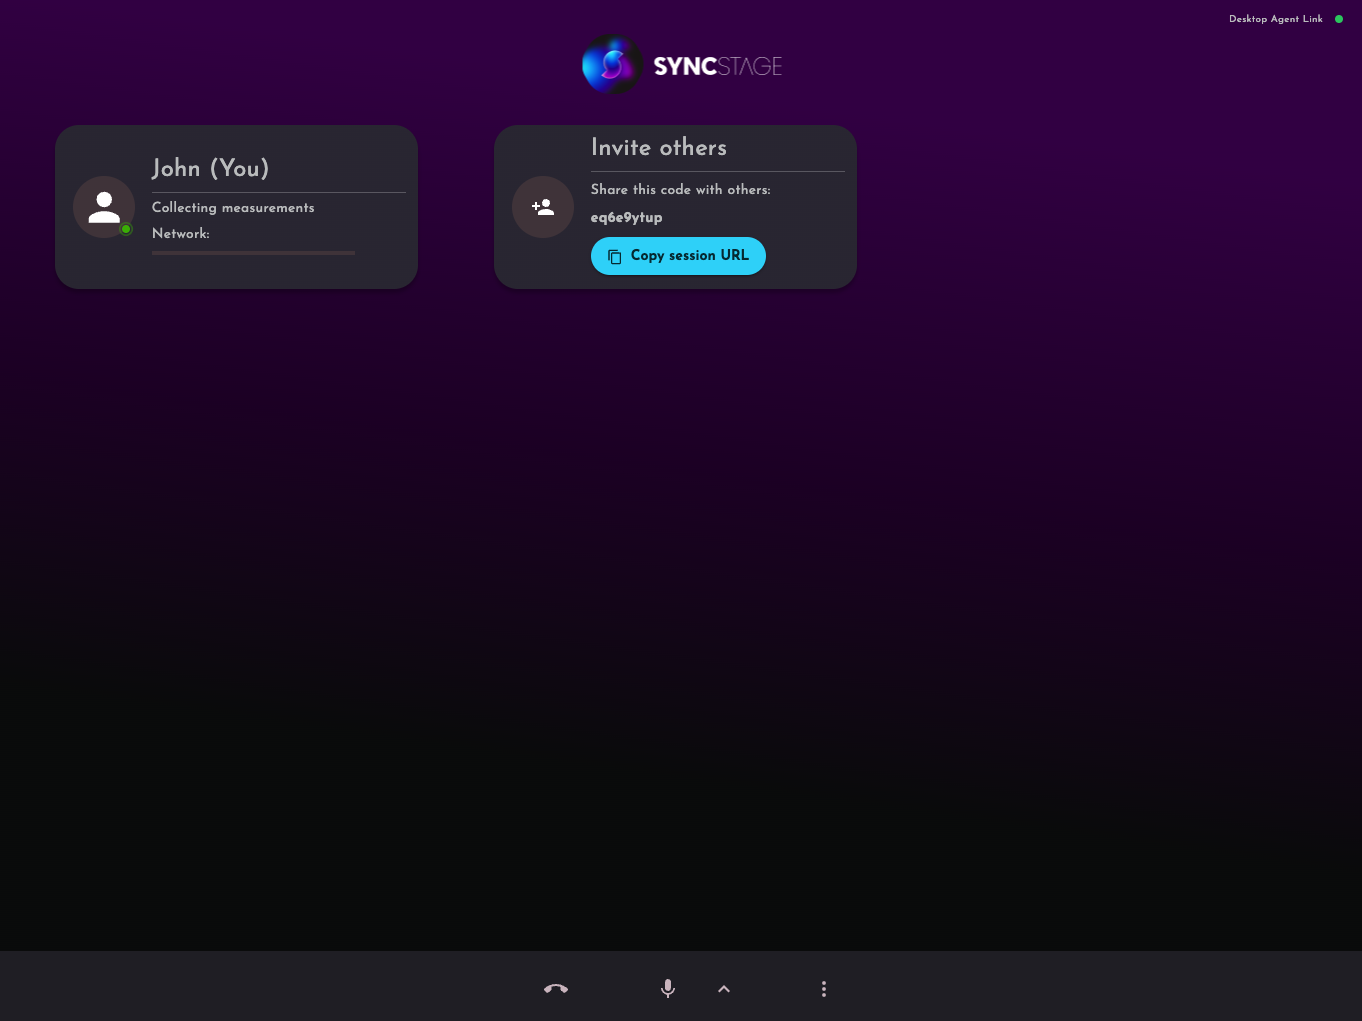 Desktop Agent Link
SYNCSTAGE
John (You)
Collecting measurements
Network:
Invite others
Share this code with others:
eq6e9ytup
Copy session URL